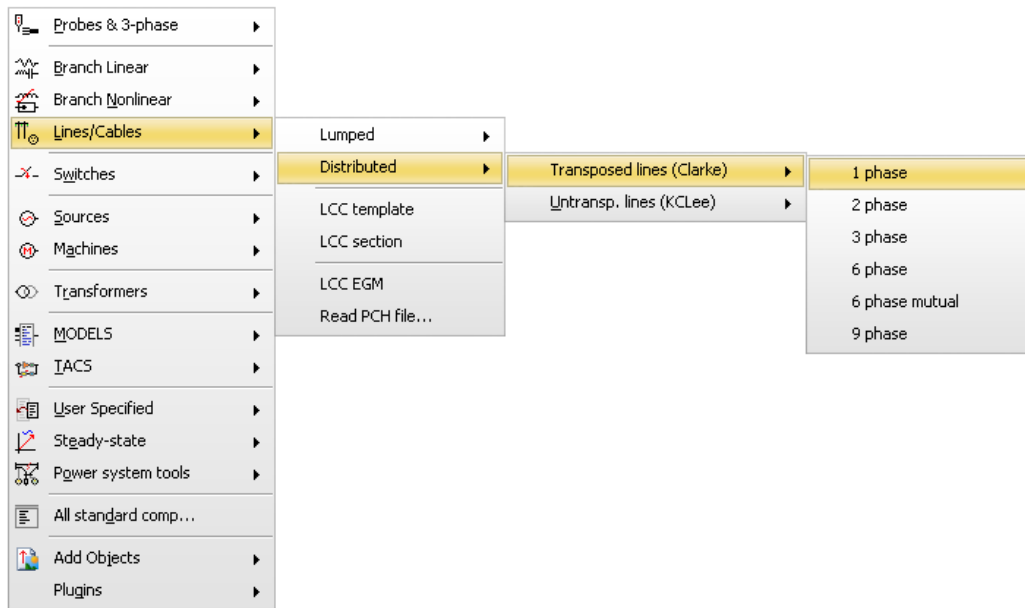 Probes & 3-phase
Branch Linear
Branch Nonlinear
Lines/Cables
Switches
Sources
Machines
Transformers
MODELS
TACS
User Specified
Steady-state
Power system tools
All standard comp...
Add Objects
Plugins
Lumped
Distributed
LCC template
LCC section
LCC EGM
Read PCH file...
Transposed lines (Clarke)
Untransp. lines (KCLee)
1 phase
2 phase
3 phase
6 phase
6 phase mutual
9 phase